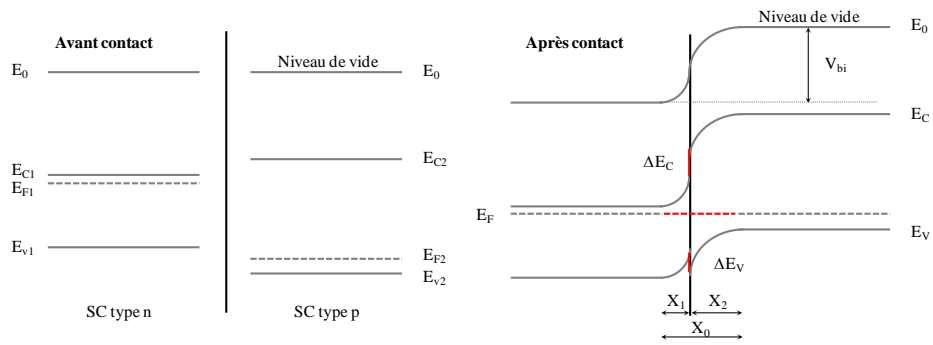 Avant contact
E0
EC1
EF1
Ev1
SC type n
Niveau de vide
E0
EC2
EF2
Ev2
SC type p
Après contact
Niveau de vide
E0
Vbi
EC
ΔEC
EF
EV
ΔEV
X1
X2
X0